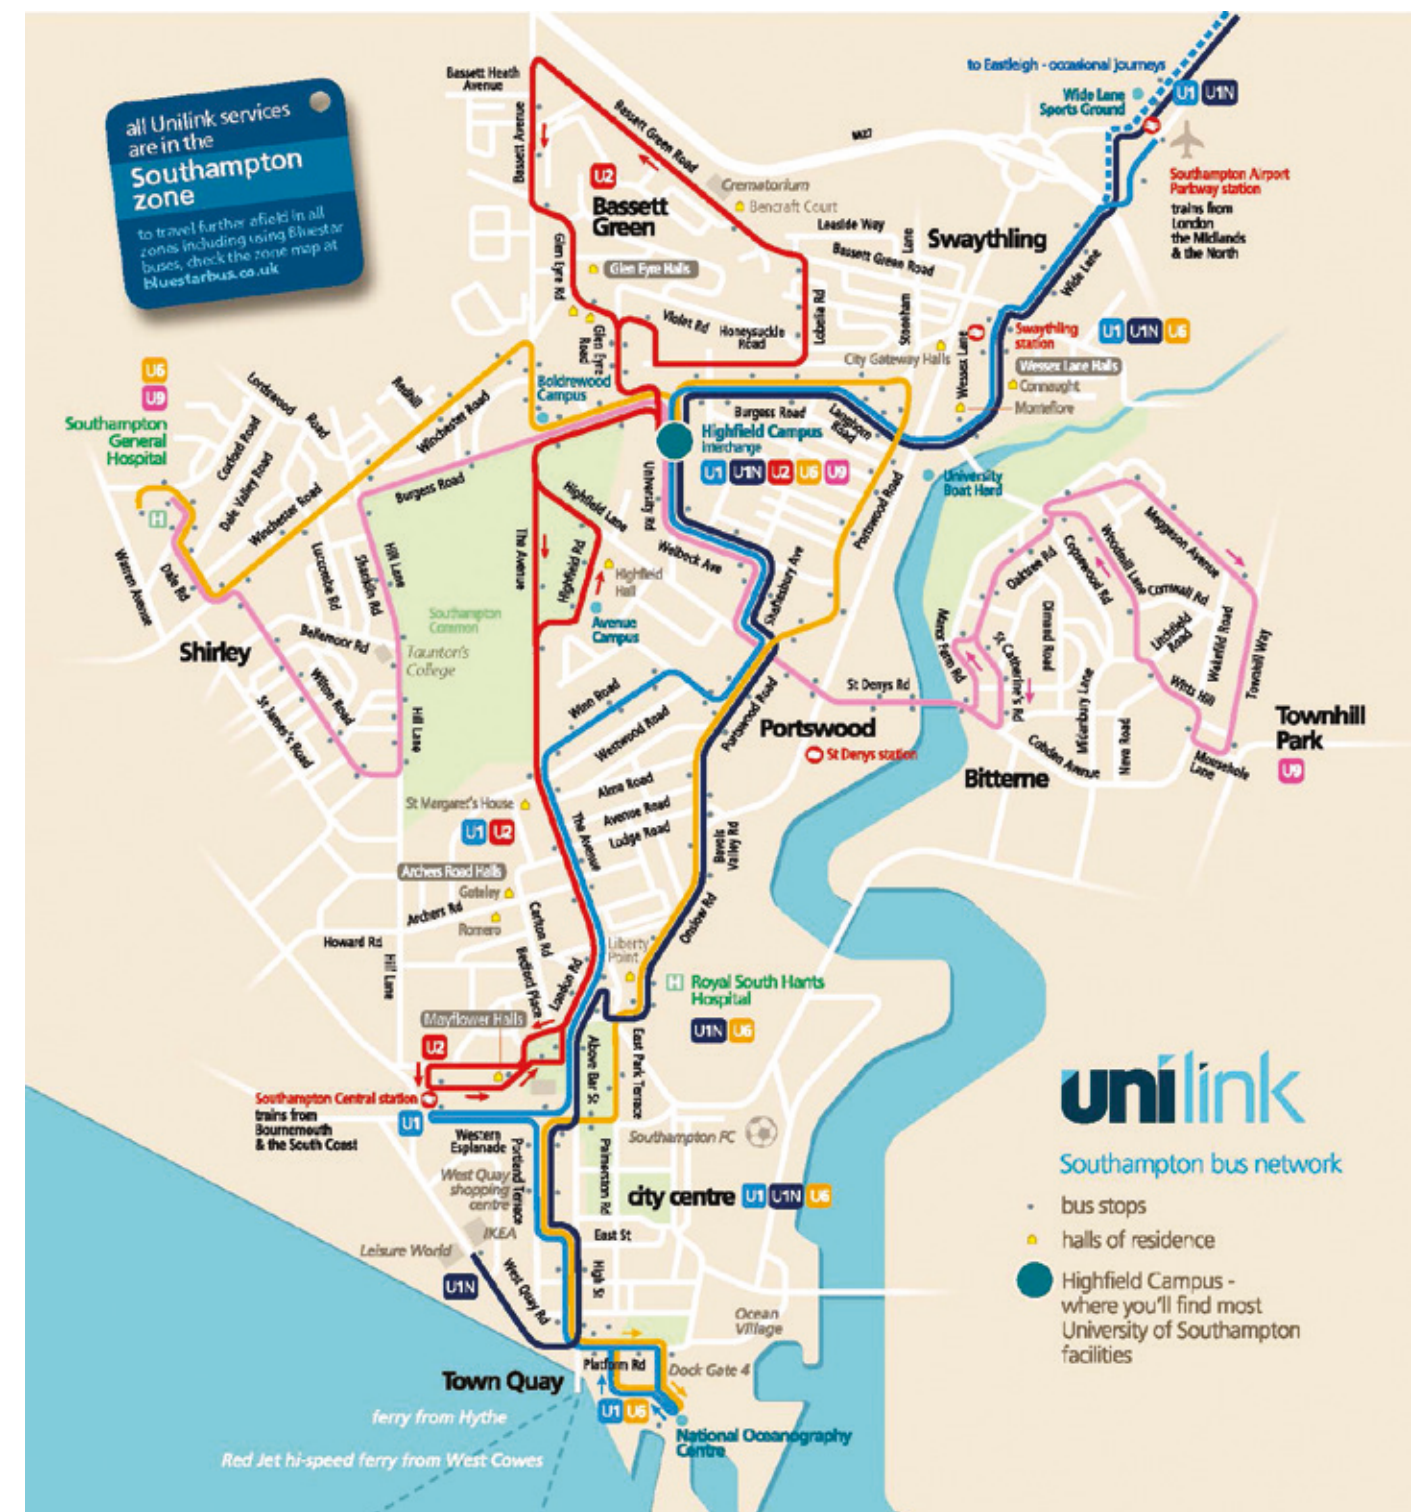 all Unilink services
are in the
Southampton
zone
to travel further afield in all
zones including using Bluestar
buses, check the zone map at
bluestarbus.co.uk
Bassett Heath
Avenue
Bassett Avenue
Bassett Green Road
M27
to Eastleigh - occasional journeys
Wide Lane
Sports Ground
U1 U1N
Southampton Airport
Parkway station
trains from
London
the Midlands
& the North
U2
Bassett
Green
Crematorium
Bencraft Court
Leaside Way
Bassett Green Road
Stoneham
Lane
Swaythling
Wide Lane
Glen Eyre Rd
Glen Eyre Halls
Glen Eyre
Road
Violet Rd
Honeysuckle
Road
Lobelia Rd
City Gateway Halls
Wessex Lane
Swaythling
station
U1 U1N U6
Wessex Lane Halls
Connaught
Montefiore
U6
U9
Southampton
General
Hospital
H
Lordswood
Road
Redhill
Winchester Road
Boldrewood
Campus
Coxford Road
Dale Valley Road
Winchester Road
Burgess Road
Burgess Road
Langhorn
Road
Highfield Campus
interchange
U1 U1N U2 U6 U9
University
Boat Hard
University Rd
Highfield Lane
The Avenue
Highfield Rd
Highfield
Hall
Avenue
Campus
Welbeck Ave
Shaftesbury Ave
Portswood Road
Warren Avenue
Dale Rd
Luccombe Rd
Shanklin Rd
Hill Lane
Southampton
Common
Taunton's
College
Bellemoor Rd
Wilton Road
St James's Road
Shirley
Hill Lane
Meggeson Avenue
Woodmill Lane
Copsewood Rd
Oaktree Rd
Cornwall Rd
Litchfield
Road
Wakefield Road
Townhill Way
Witts Hill
Mousehole
Lane
Dimond Road
Manor Farm Rd
St Catherine's Rd
Midanbury Lane
Cobden Avenue
Neva Road
Bitterne
Townhill
Park
U9
St Denys Rd
Portswood
St Denys station
Portswood Road
Winn Road
Westwood Road
Alma Road
Avenue Road
Lodge Road
Bevois
Valley Rd
The Avenue
St Margaret's House
U1 U2
Archers Road Halls
Gateley
Archers Rd
Romero
Howard Rd
Hill Lane
Carlton Rd
Bedford Place
London Rd
Liberty
Point
Onslow Rd
H Royal South Hants
Hospital
U1N U6
Mayflower Halls
U2
Above Bar St
East Park Terrace
Southampton Central station
trains from
Bournemouth
& the South Coast
U1
Western
Esplanade
Portland Terrace
Palmerston Rd
Southampton FC
West Quay
shopping
centre
city centre U1 U1N U6
IKEA
Leisure World
East St
U1N
West Quay Rd
High St
Ocean
Village
Platform Rd
Dock Gate 4
Town Quay
U1 U6
National Oceanography
Centre
ferry from Hythe
Red Jet hi-speed ferry from West Cowes
unilink
Southampton bus network
bus stops
halls of residence
Highfield Campus -
where you'll find most
University of Southampton
facilities